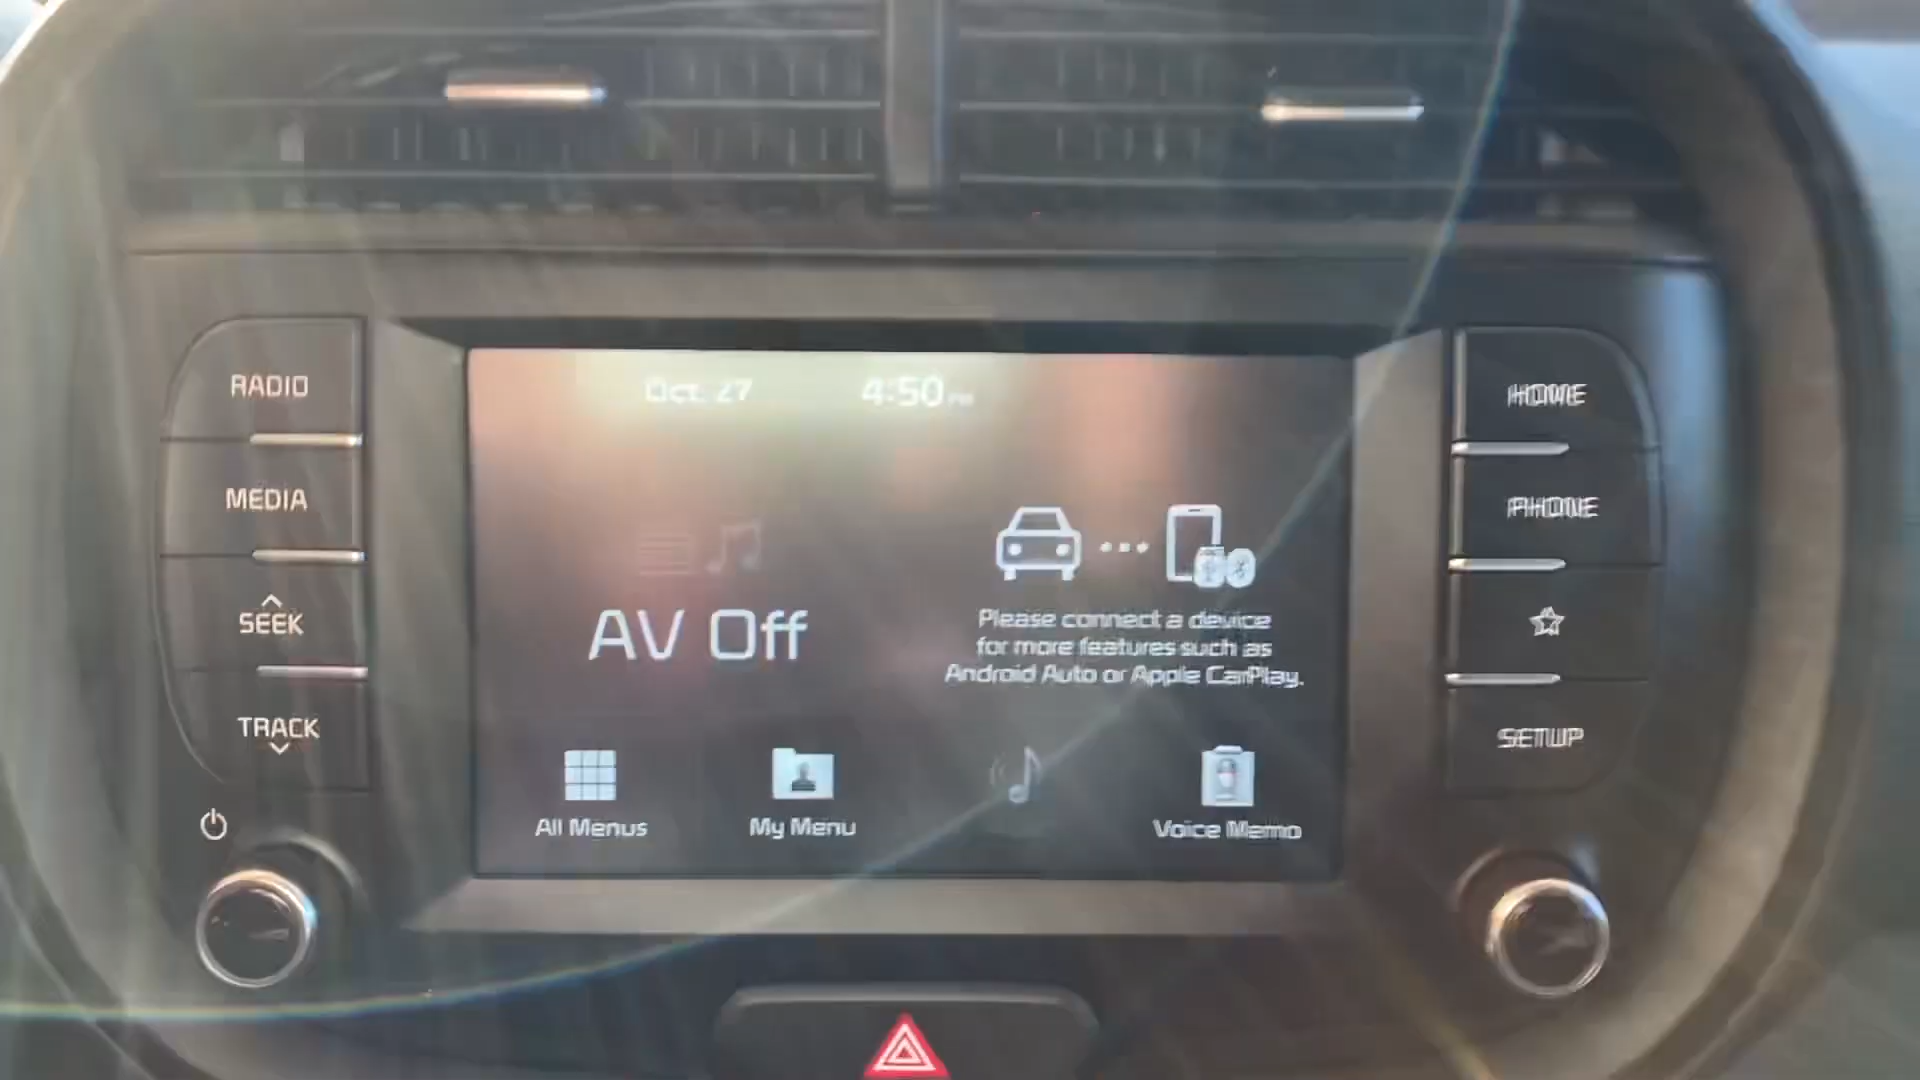 RADIO
MEDIA
SEEK
TRACK
Oct. 27
4:50 PM
AV Off
Please connect a device
for more features such as
Android Auto or Apple CarPlay.
All Menus
My Menu
Voice Memo
HOME
PHONE
SETUP